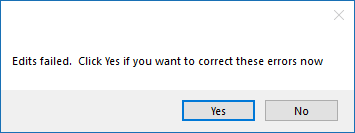 Edits failed.  Click Yes if you want to correct these errors now
Yes
No